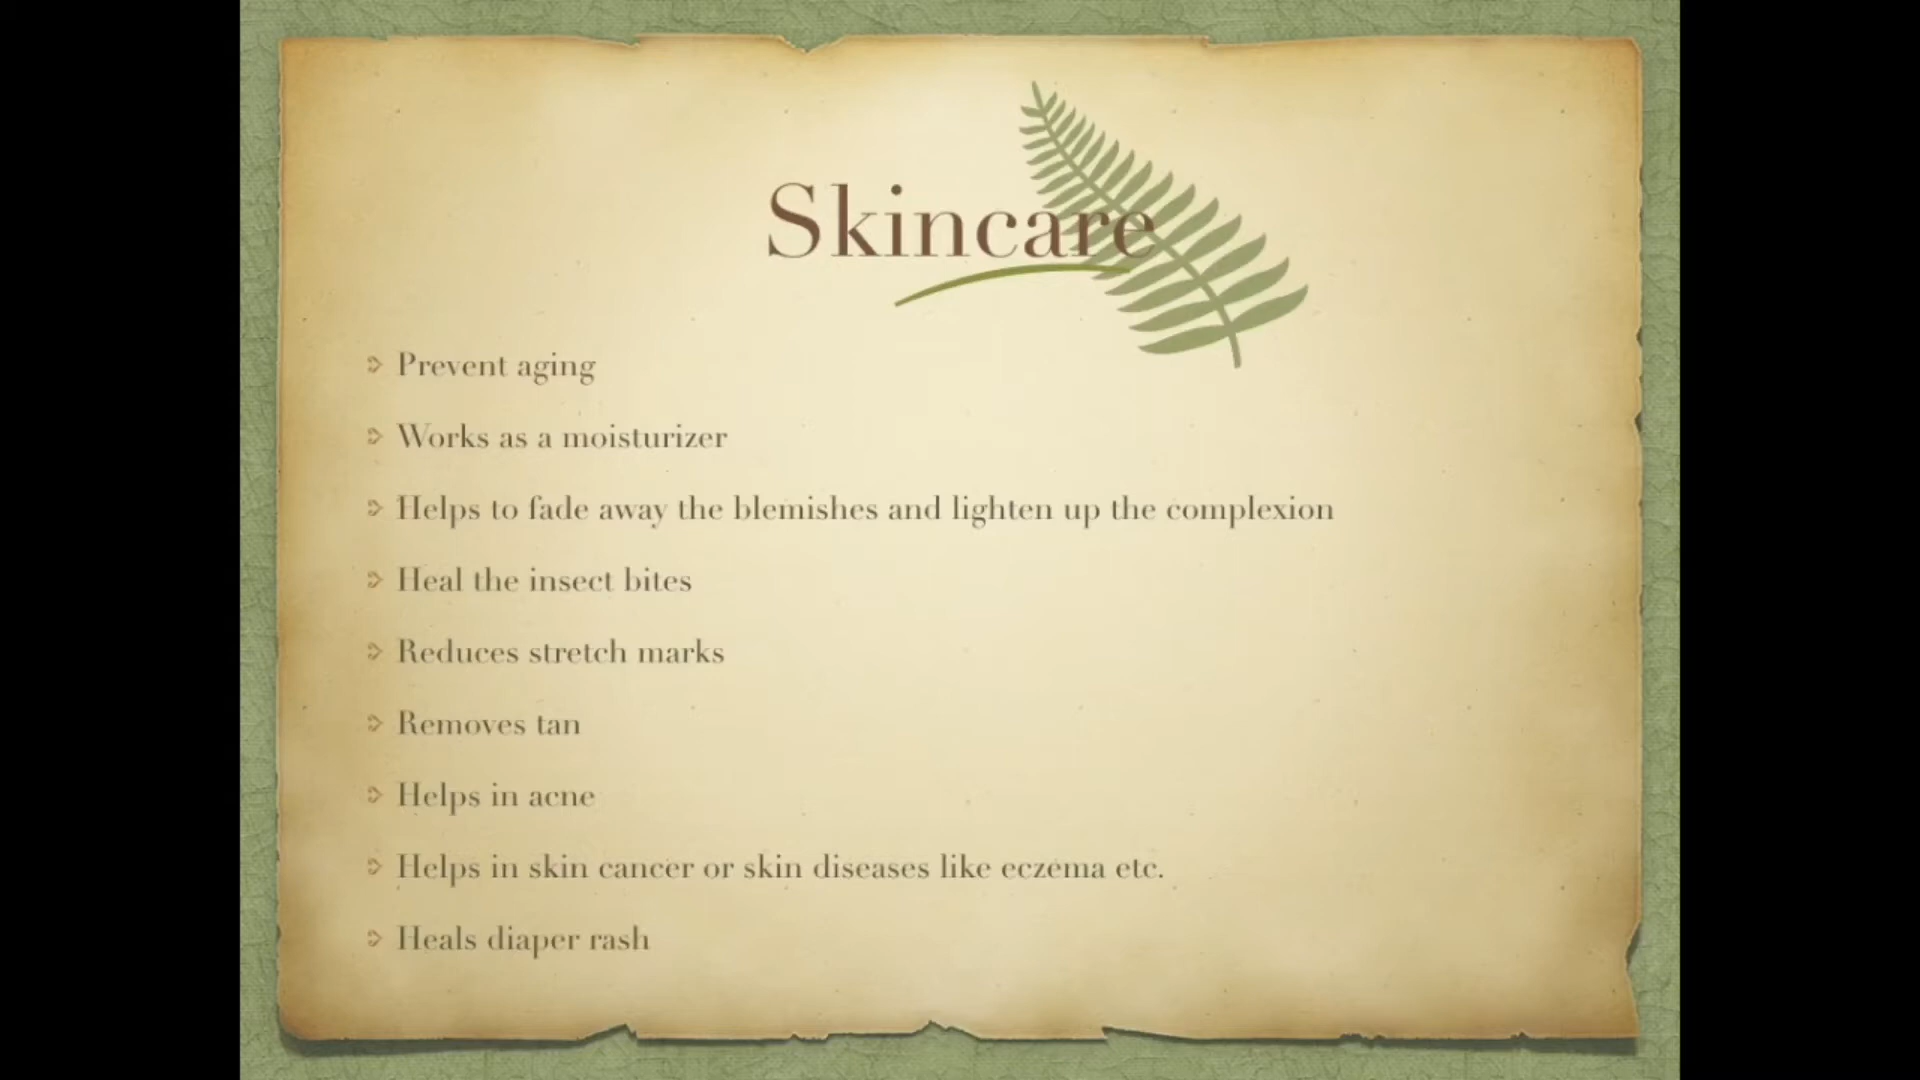 Skincare
Prevent aging
Works as a moisturizer
Helps to fade away the blemishes and lighten up the complexion
Heal the insect bites
Reduces stretch marks
Removes tan
Helps in acne
Helps in skin cancer or skin diseases like eczema etc.
Heals diaper rash